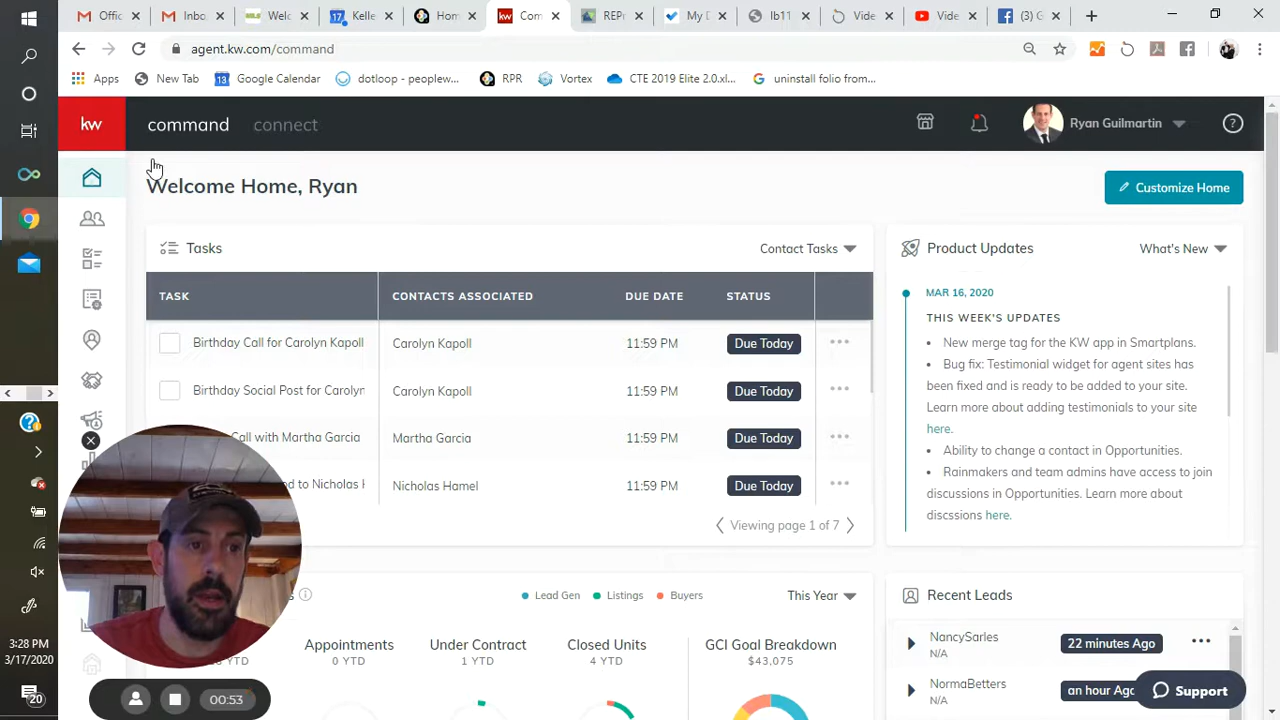 Offic
Inbo
Welc
Kelle
Hom
Com
REPr
My D
lb11
Vide
Vide
(3) C
agent.kw.com/command
Apps
New Tab
Google Calendar
dotloop - peoplew...
RPR
Vortex
CTE 2019 Elite 2.0.xl...
uninstall folio from...
kw
command
connect
Ryan Guilmartin
Welcome Home, Ryan
Customize Home
Tasks
Contact Tasks
TASK CONTACTS ASSOCIATED DUE DATE STATUS
Birthday Call for Carolyn Kapoll Carolyn Kapoll 11:59 PM Due Today
Birthday Social Post for Carolyn Carolyn Kapoll 11:59 PM Due Today
Call with Martha Garcia Martha Garcia 11:59 PM Due Today
d to Nicholas H Nicholas Hamel 11:59 PM Due Today
Viewing page 1 of 7
Product Updates
What's New
MAR 16, 2020
THIS WEEK'S UPDATES
• New merge tag for the KW app in Smartplans.
• Bug fix: Testimonial widget for agent sites has
been fixed and is ready to be added to your site.
Learn more about adding testimonials to your site
here.
• Ability to change a contact in Opportunities.
• Rainmakers and team admins have access to join
discussions in Opportunities. Learn more about
discssions here.
Lead Gen Listings Buyers
This Year
Appointments Under Contract Closed Units GCI Goal Breakdown
YTD 0 YTD 1 YTD 4 YTD $43,075
Recent Leads
NancySarles 22 minutes Ago
N/A
NormaBetters an hour Ago
N/A
Support
00:53
3:28 PM
3/17/2020
20